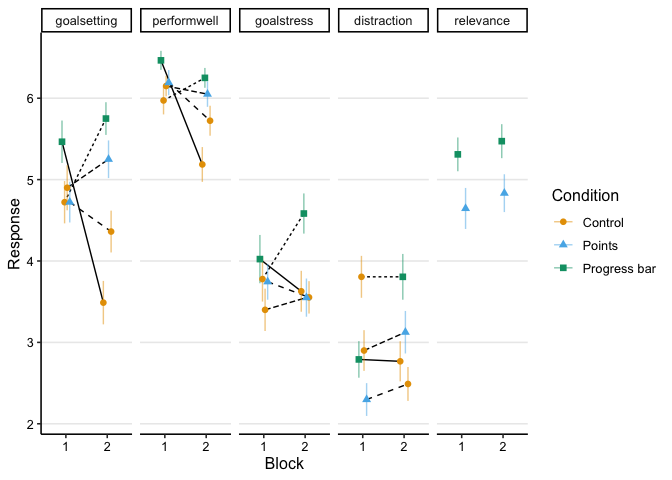 goalsetting performwell goalstress distraction relevance
6
5
4
3
2
Response
1 2 1 2 1 2 1 2 1 2
Block
Condition
Control
Points
Progress bar